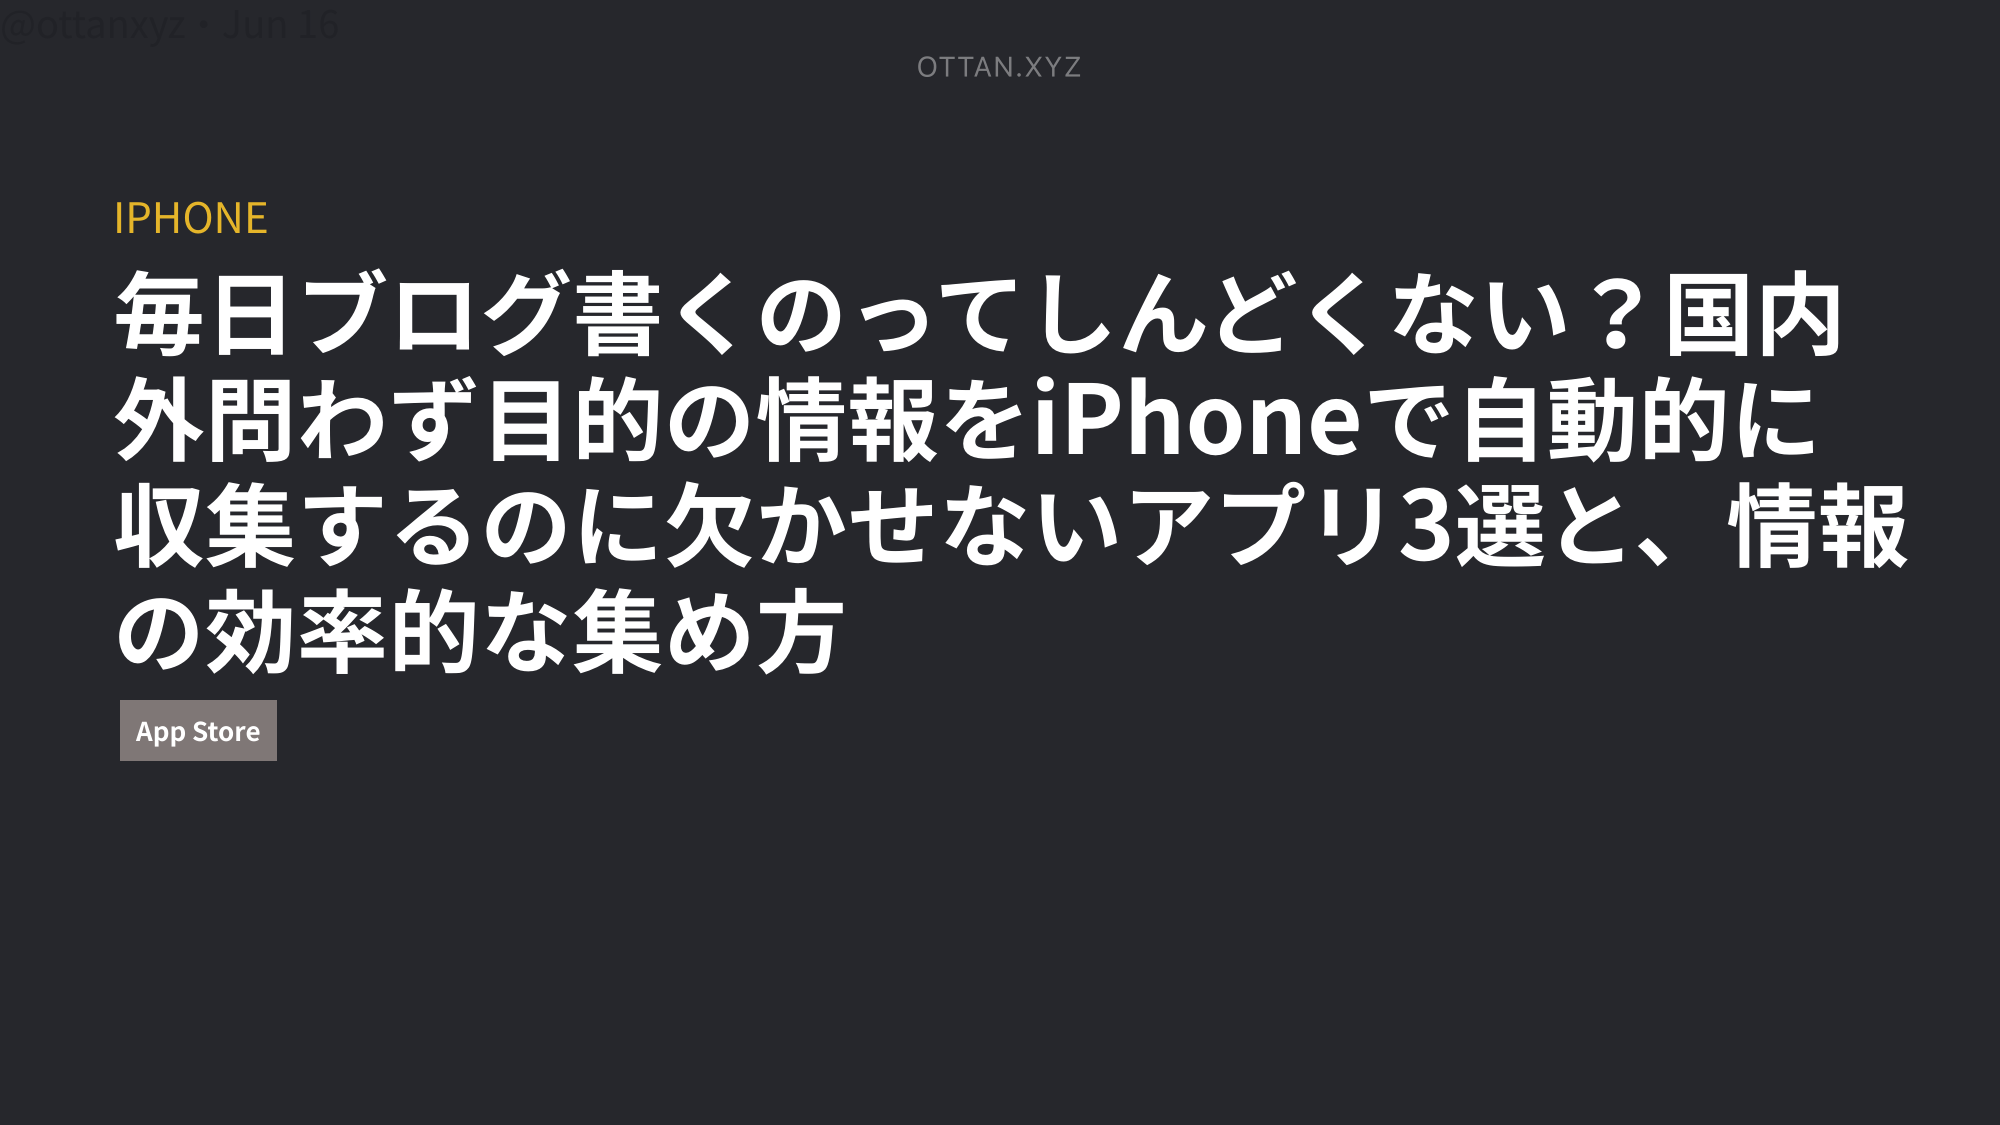 @ottanxyz・Jun 16
OTTAN.XYZ
IPHONE
毎日ブログ書くのってしんどくない？国内
外問わず目的の情報をiPhoneで自動的に
収集するのに欠かせないアプリ3選と、情報
の効率的な集め方
App Store